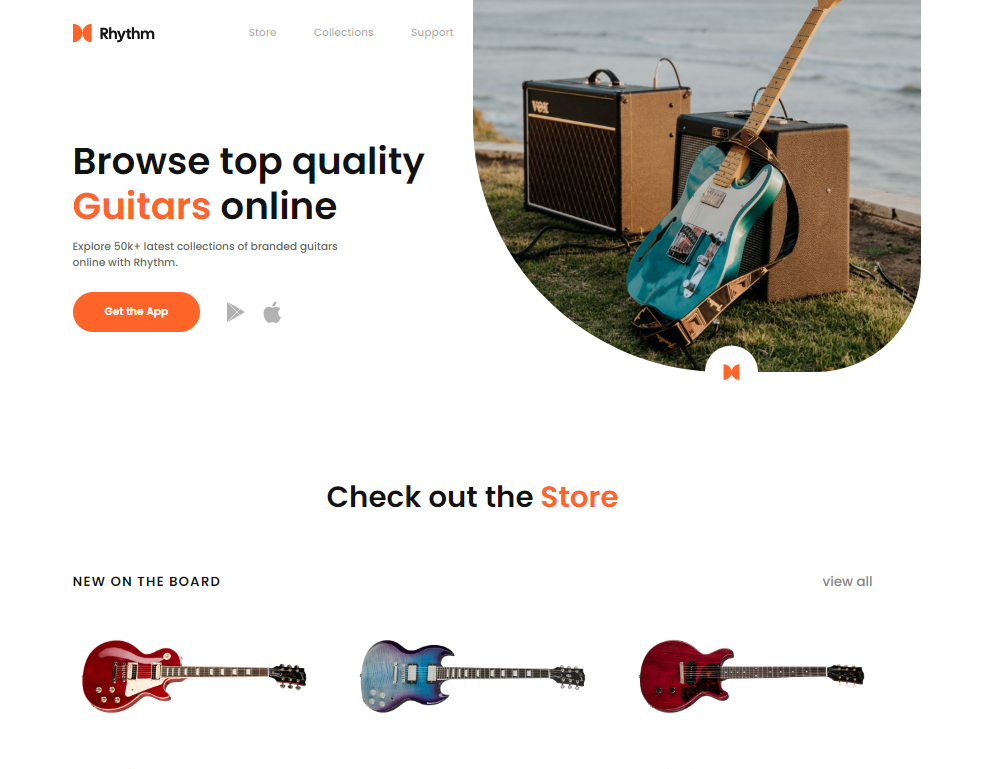 Rhythm
Store
Collections
Support
VOX
Browse top quality
Guitars online
Explore 50k+ latest collections of branded guitars
online with Rhythm.
Get the App
Check out the Store
NEW ON THE BOARD
view all